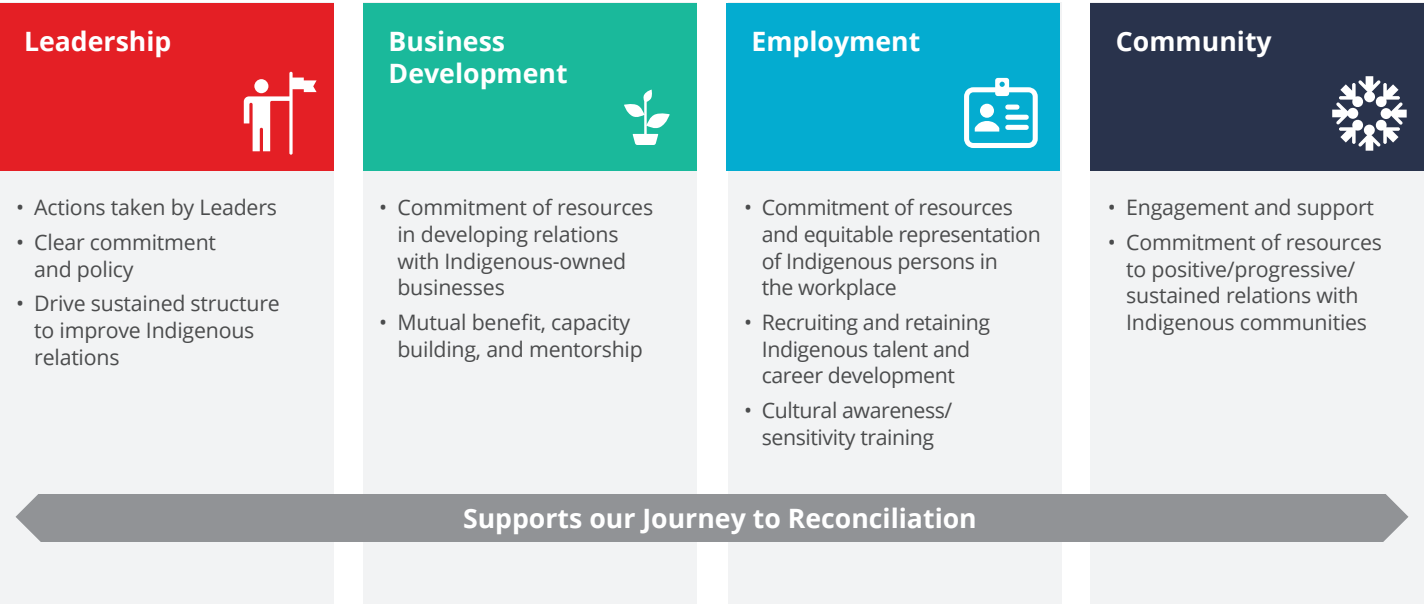 Leadership
• Actions taken by Leaders
• Clear commitment
and policy
• Drive sustained structure
to improve Indigenous
relations
Business
Development
• Commitment of resources
in developing relations
with Indigenous-owned
businesses
• Mutual benefit, capacity
building, and mentorship
Employment
• Commitment of resources
and equitable representation
of Indigenous persons in
the workplace
• Recruiting and retaining
Indigenous talent and
career development
• Cultural awareness/
sensitivity training
Community
• Engagement and support
• Commitment of resources
to positive/progressive/
sustained relations with
Indigenous communities
Supports our Journey to Reconciliation